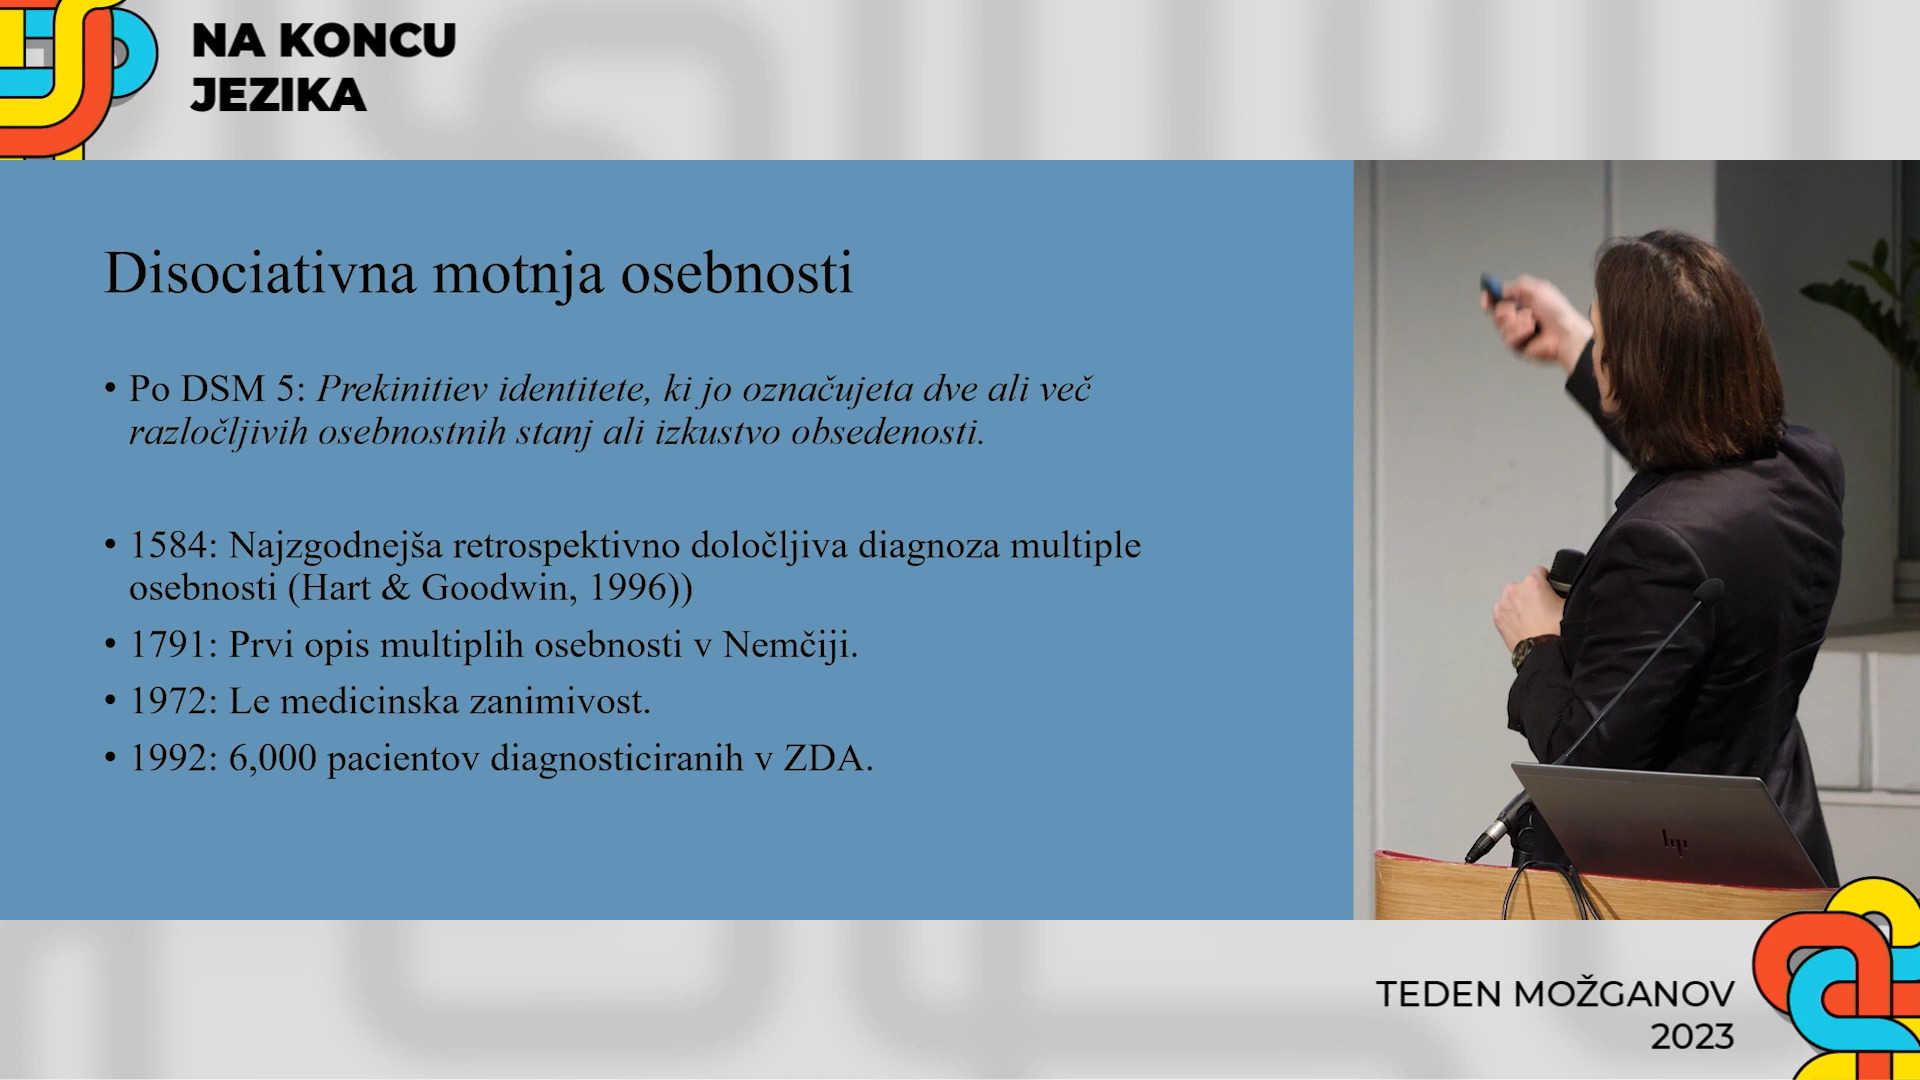 NA KONCU
JEZIKA
Disociativna motnja osebnosti
• Po DSM 5: Prekinitiev identitete, ki jo označujeta dve ali več
razločljivih osebnostnih stanj ali izkustvo obsedenosti.
• 1584: Najzgodnejša retrospektivno določljiva diagnoza multiple
osebnosti (Hart & Goodwin, 1996))
• 1791: Prvi opis multiplih osebnosti v Nemčiji.
• 1972: Le medicinska zanimivost.
• 1992: 6,000 pacientov diagnosticiranih v ZDA.
hp
TEDEN MOŽGANOV
2023